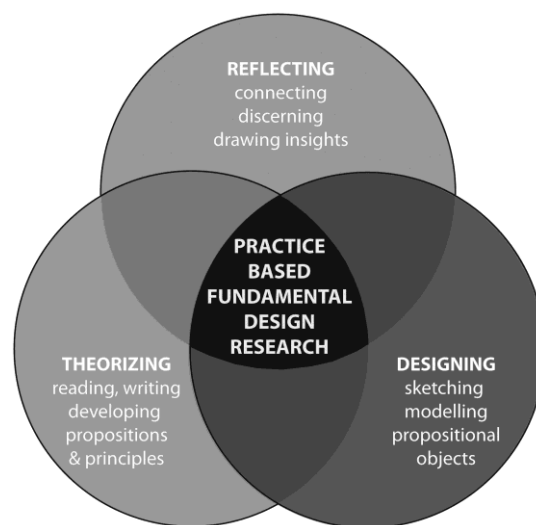 REFLECTING
connecting
discerning
drawing insights
PRACTICE
BASED
FUNDAMENTAL
DESIGN
RESEARCH
THEORIZING
reading, writing
developing
propositions
& principles
DESIGNING
sketching
modelling
propositional
objects